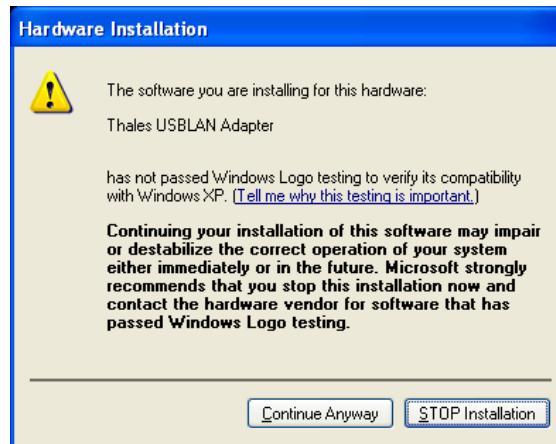 Hardware Installation
The software you are installing for this hardware:
Thales USBLAN Adapter
has not passed Windows Logo testing to verify its compatibility
with Windows XP. (Tell me why this testing is important.)
Continuing your installation of this software may impair
or destabilize the correct operation of your system
either immediately or in the future. Microsoft strongly
recommends that you stop this installation now and
contact the hardware vendor for software that has
passed Windows Logo testing.
Continue Anyway
STOP Installation